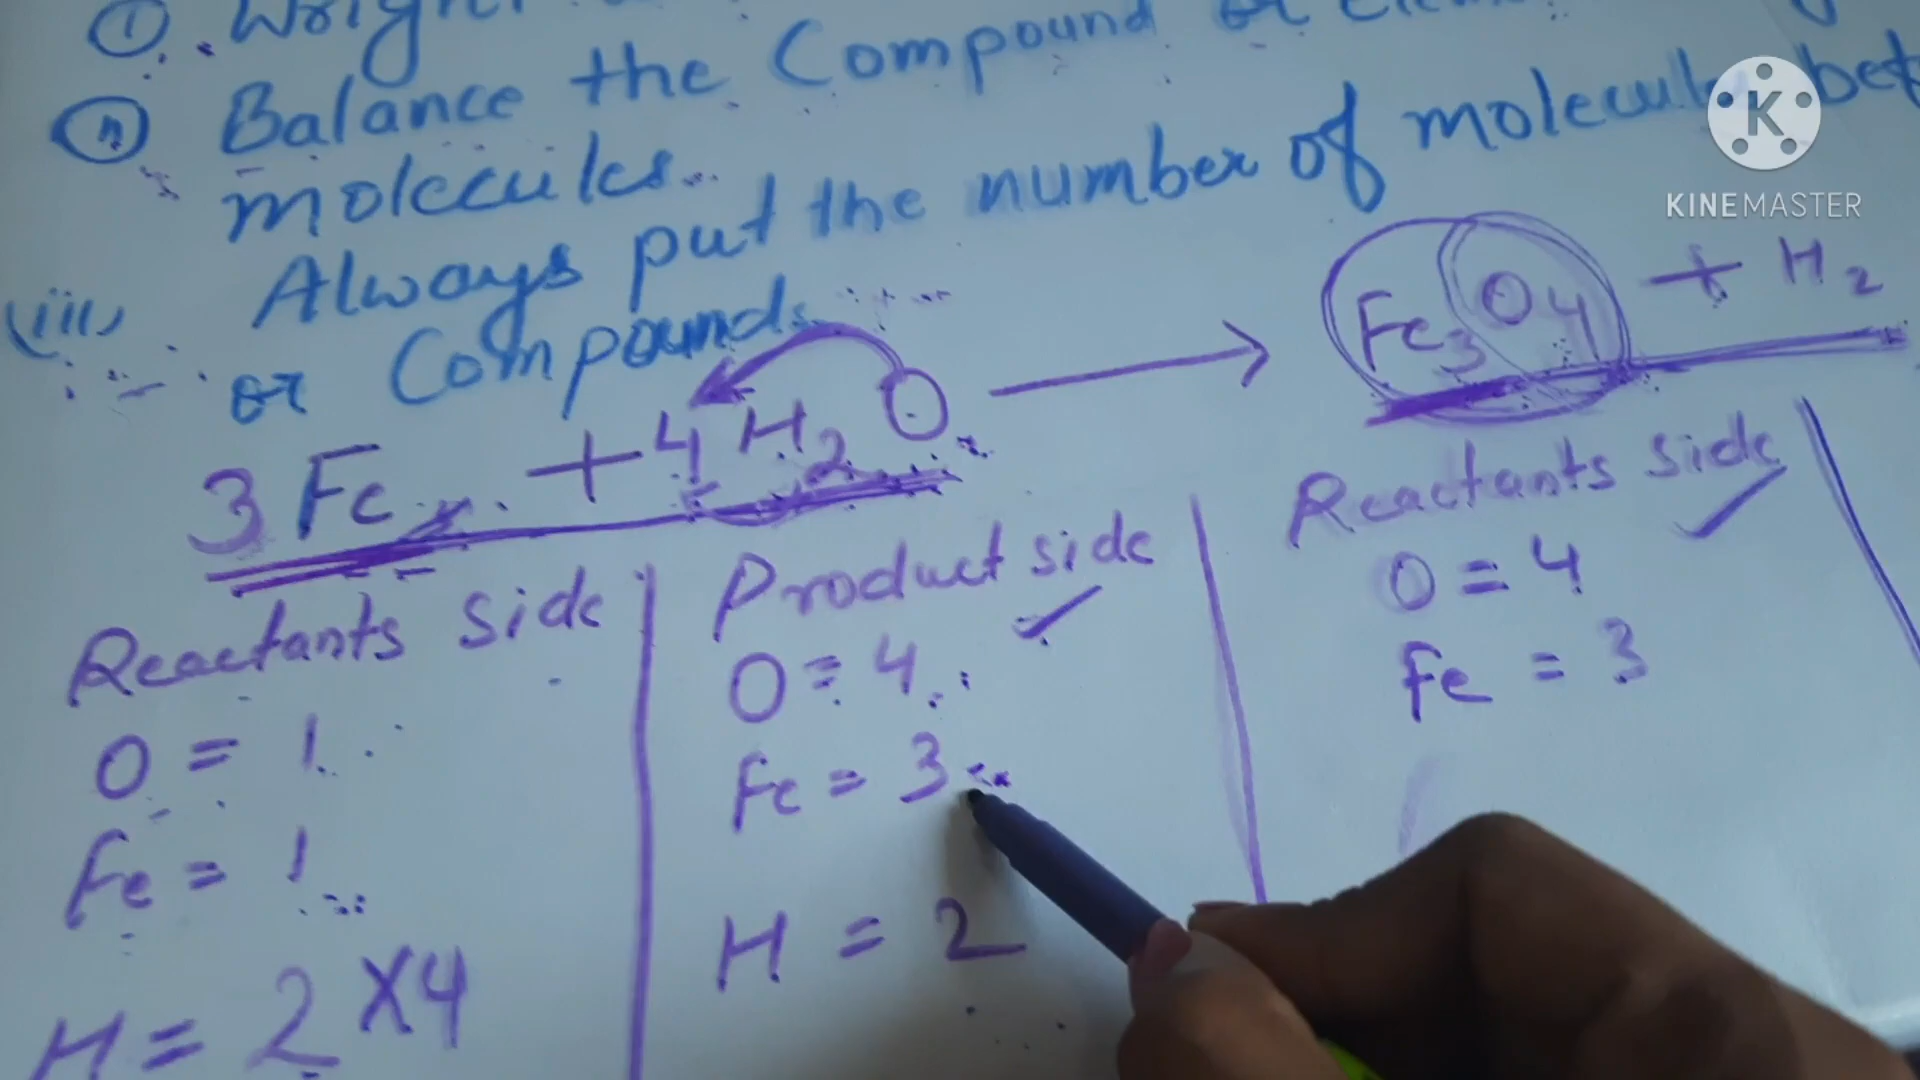 (i)
(ii) Balance the Compound or
molecules.
(iii) Always put the number of
or Compounds
3 Fe + 4 H2 O → Fe3 O4 + H2
Reactants side
O = 1
Fe = 1
H = 2 X4
Product side
O = 4
Fe = 3
H = 2
Reactants side
O = 4
Fe = 3
K
KINEMASTER